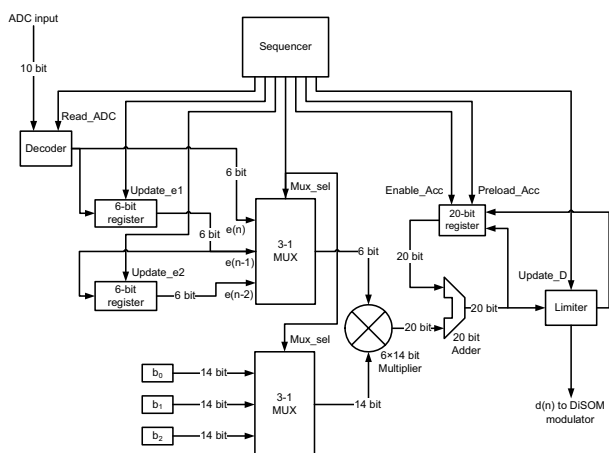 ADC input
Sequencer
10 bit
Read_ADC
Decoder
6 bit
Update_e1
6-bit
register
6 bit
e(n)
Mux_sel
3-1
MUX
e(n-1)
Update_e2
6-bit
register
6 bit
e(n-2)
6 bit
Enable_Acc
Preload_Acc
20-bit
register
20 bit
20 bit
20 bit
20 bit
Adder
6×14 bit
Multiplier
Update_D
Limiter
d(n) to DiSOM
modulator
Mux_sel
b0
14 bit
b1
14 bit
b2
14 bit
3-1
MUX
14 bit